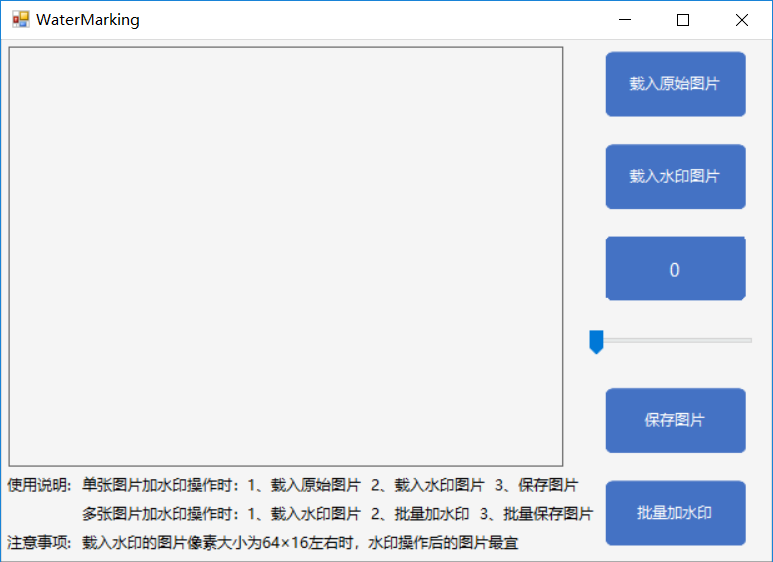 WaterMarking
载入原始图片
载入水印图片
0
保存图片
批量加水印
使用说明: 单张图片加水印操作时: 1、载入原始图片 2、载入水印图片 3、保存图片
多张图片加水印操作时: 1、载入水印图片 2、批量加水印 3、批量保存图片
注意事项: 载入水印的图片像素大小为64×16左右时, 水印操作后的图片最宜